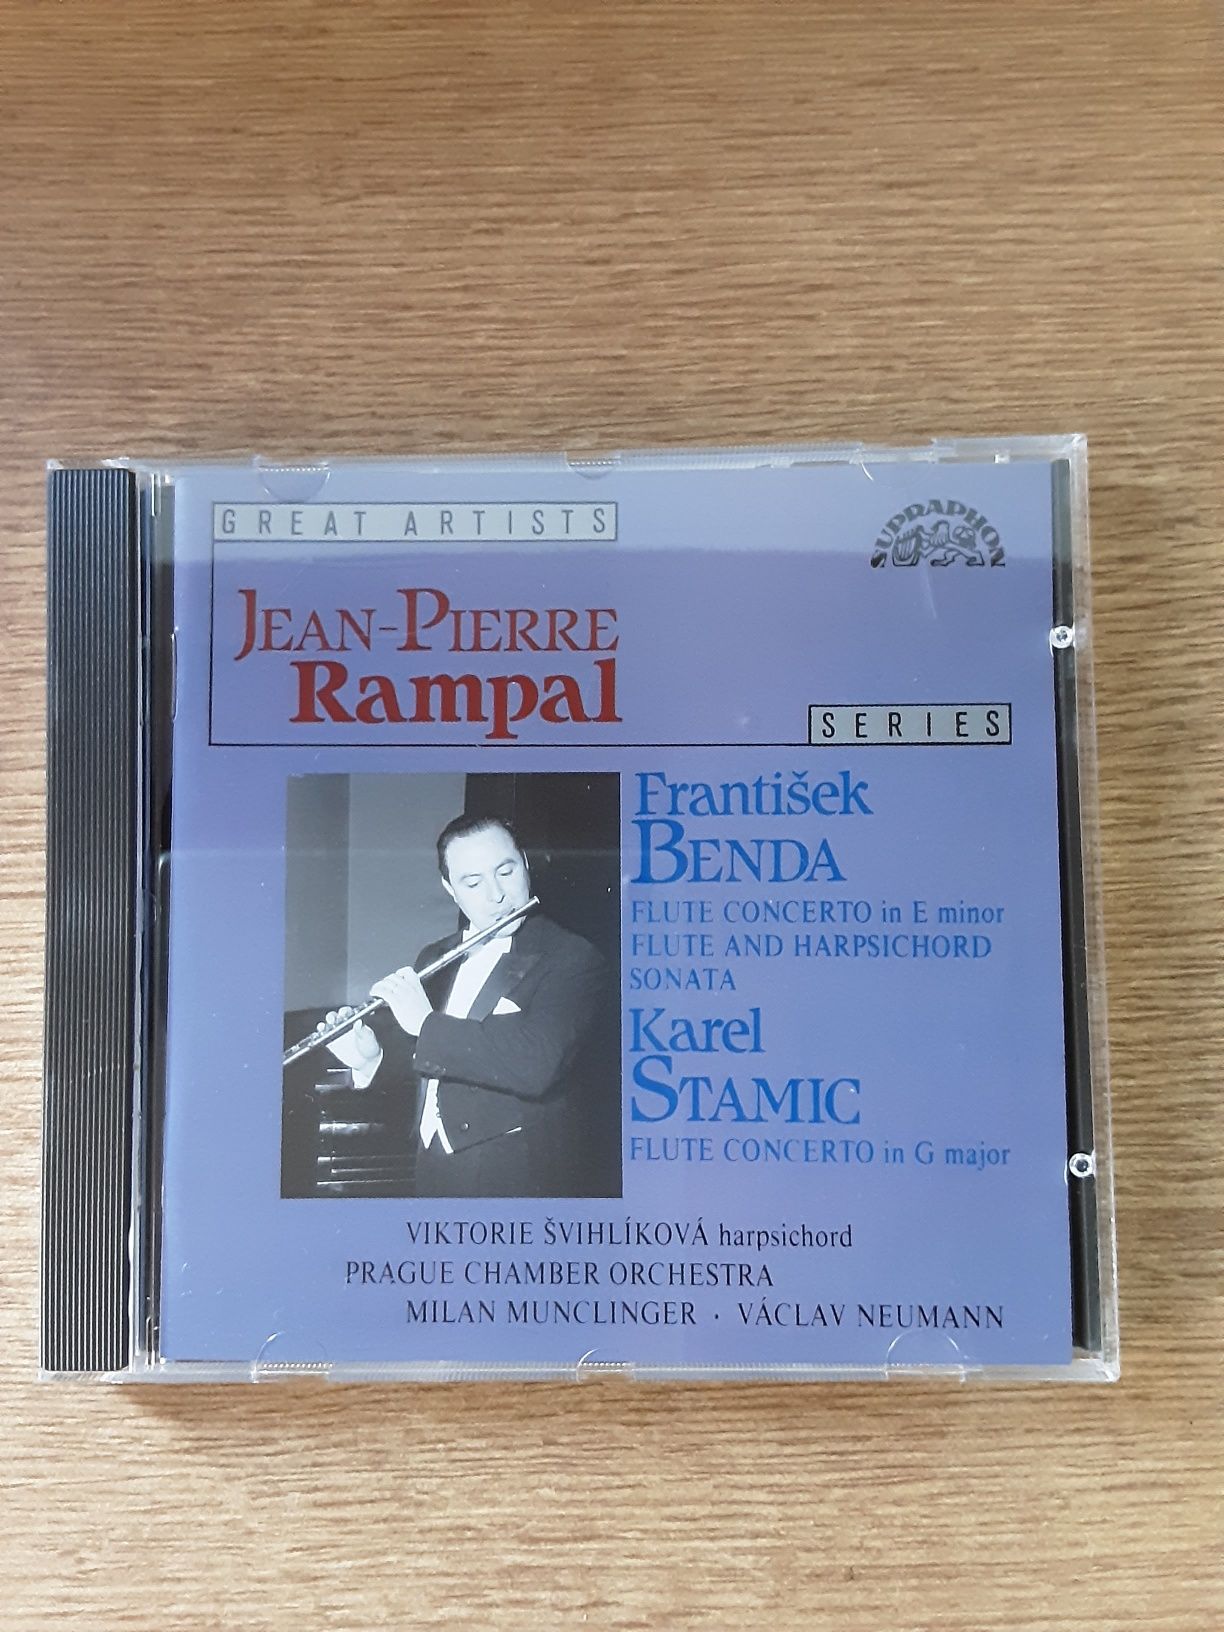 GREAT ARTISTS
SUPRAPHON
JEAN-PIERRE
Rampal
SERIES
František
BENDA
FLUTE CONCERTO in E minor
FLUTE AND HARPSICHORD
SONATA
Karel
STAMIC
FLUTE CONCERTO in G major
VIKTORIE ŠVIHLÍKOVÁ harpsichord
PRAGUE CHAMBER ORCHESTRA
MILAN MUNCLINGER · VÁCLAV NEUMANN